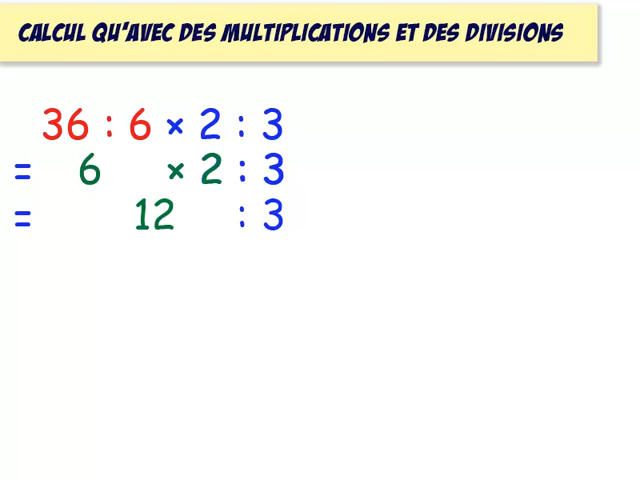 CALCUL QU'AVEC DES MULTIPLICATIONS ET DES DIVISIONS
36 : 6 × 2 : 3
= 6 × 2 : 3
= 12 : 3